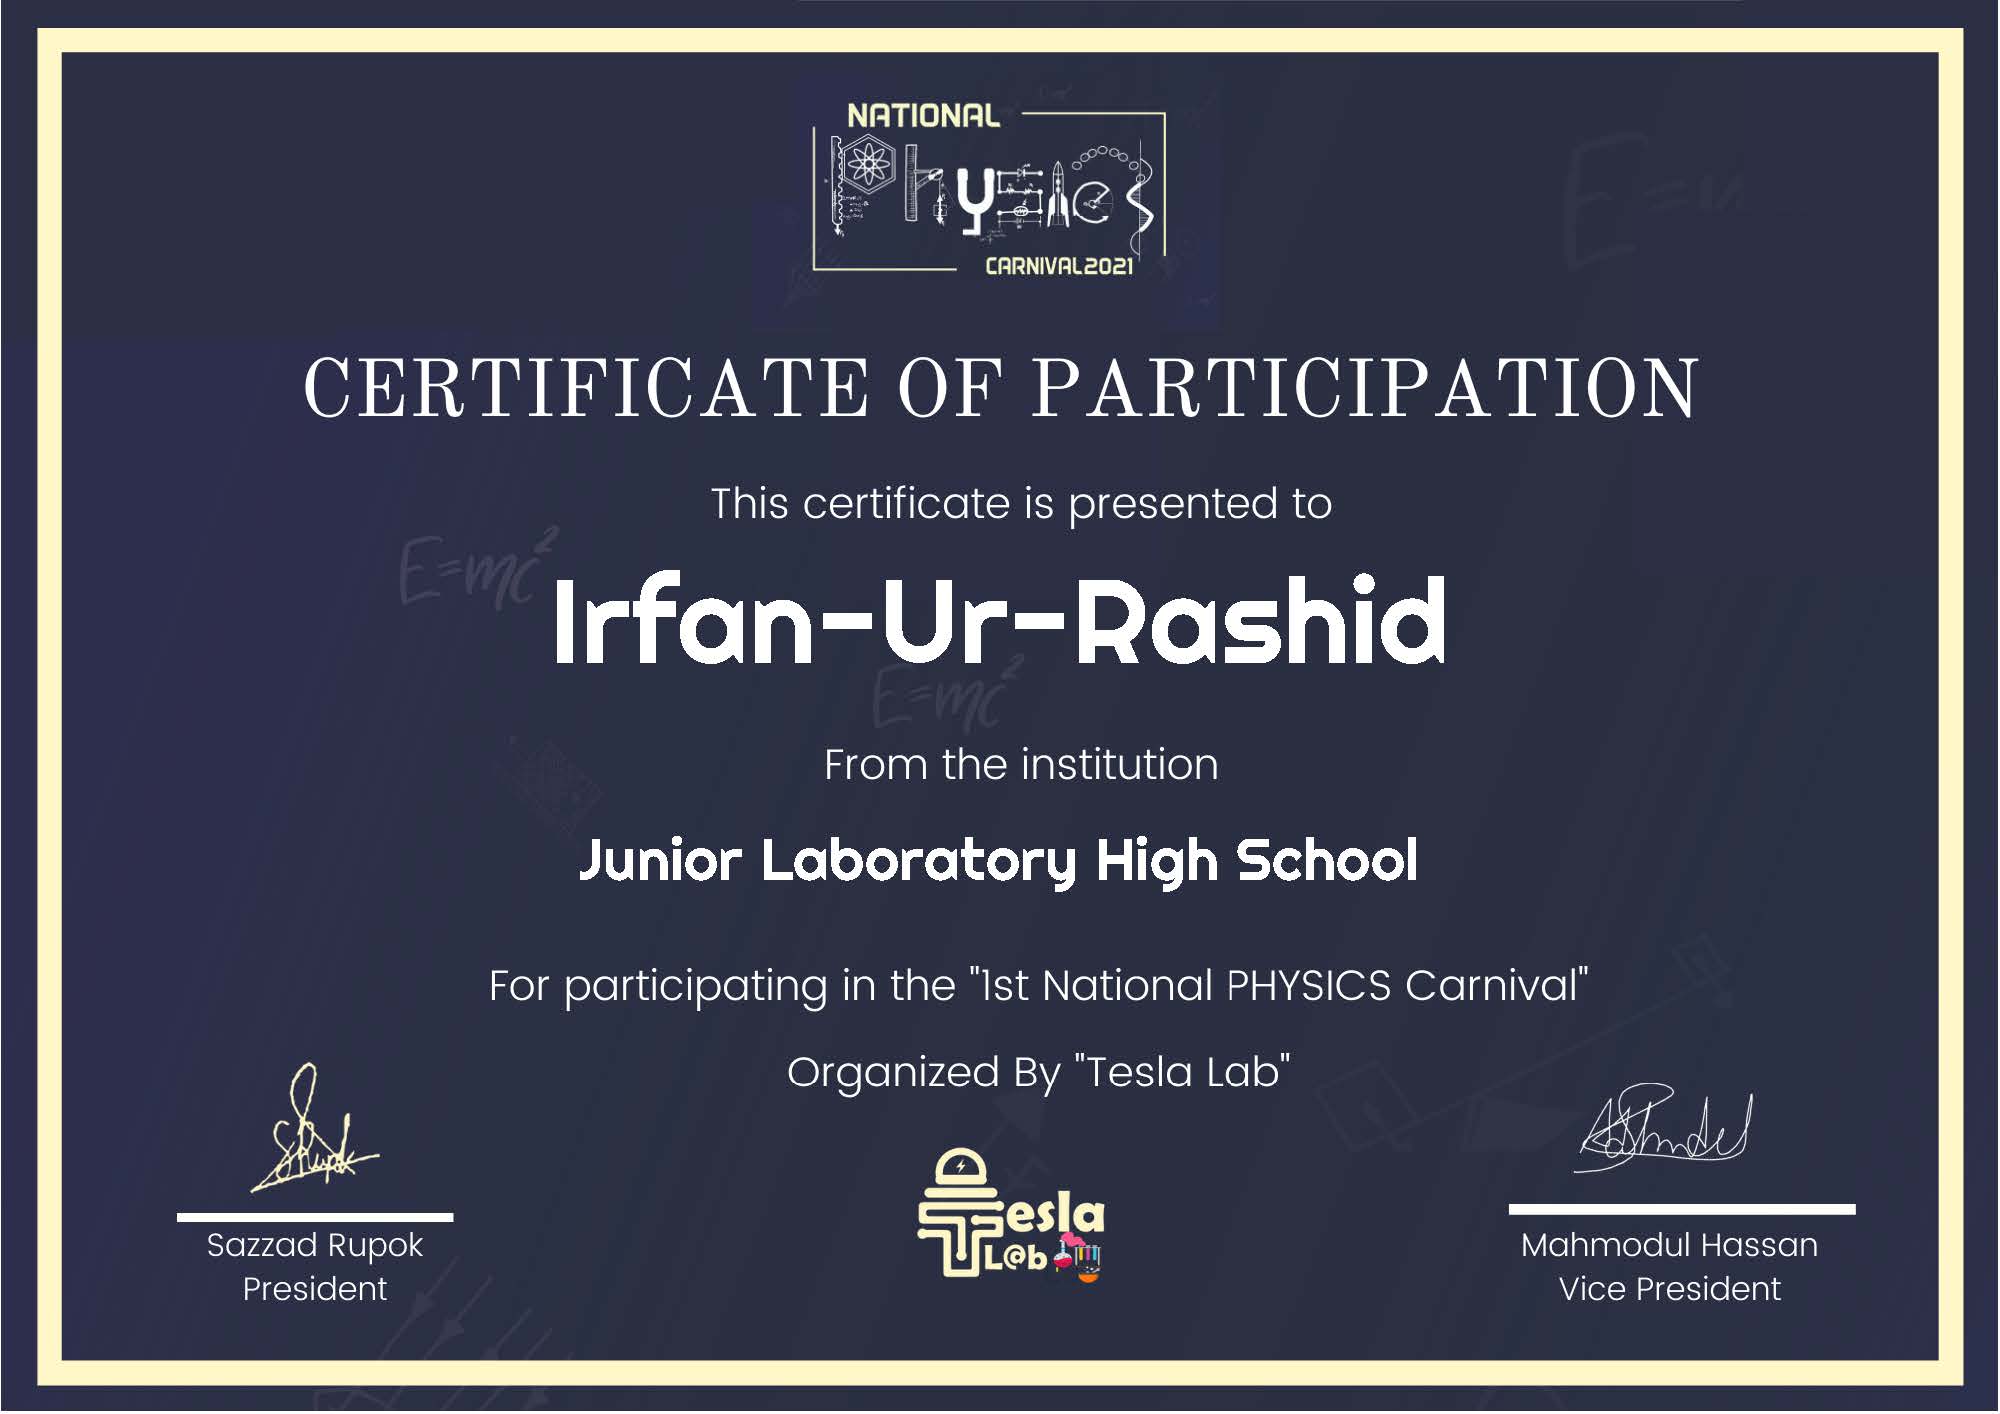 NATIONAL
Physics
CARNIVAL2021
CERTIFICATE OF PARTICIPATION
This certificate is presented to
E=mc²
Irfan-Ur-Rashid
E=mc²
From the institution
Junior Laboratory High School
For participating in the "1st National PHYSICS Carnival"
Organized By "Tesla Lab"
Tesla
L@b
Sazzad Rupok
President
Mahmodul Hassan
Vice President